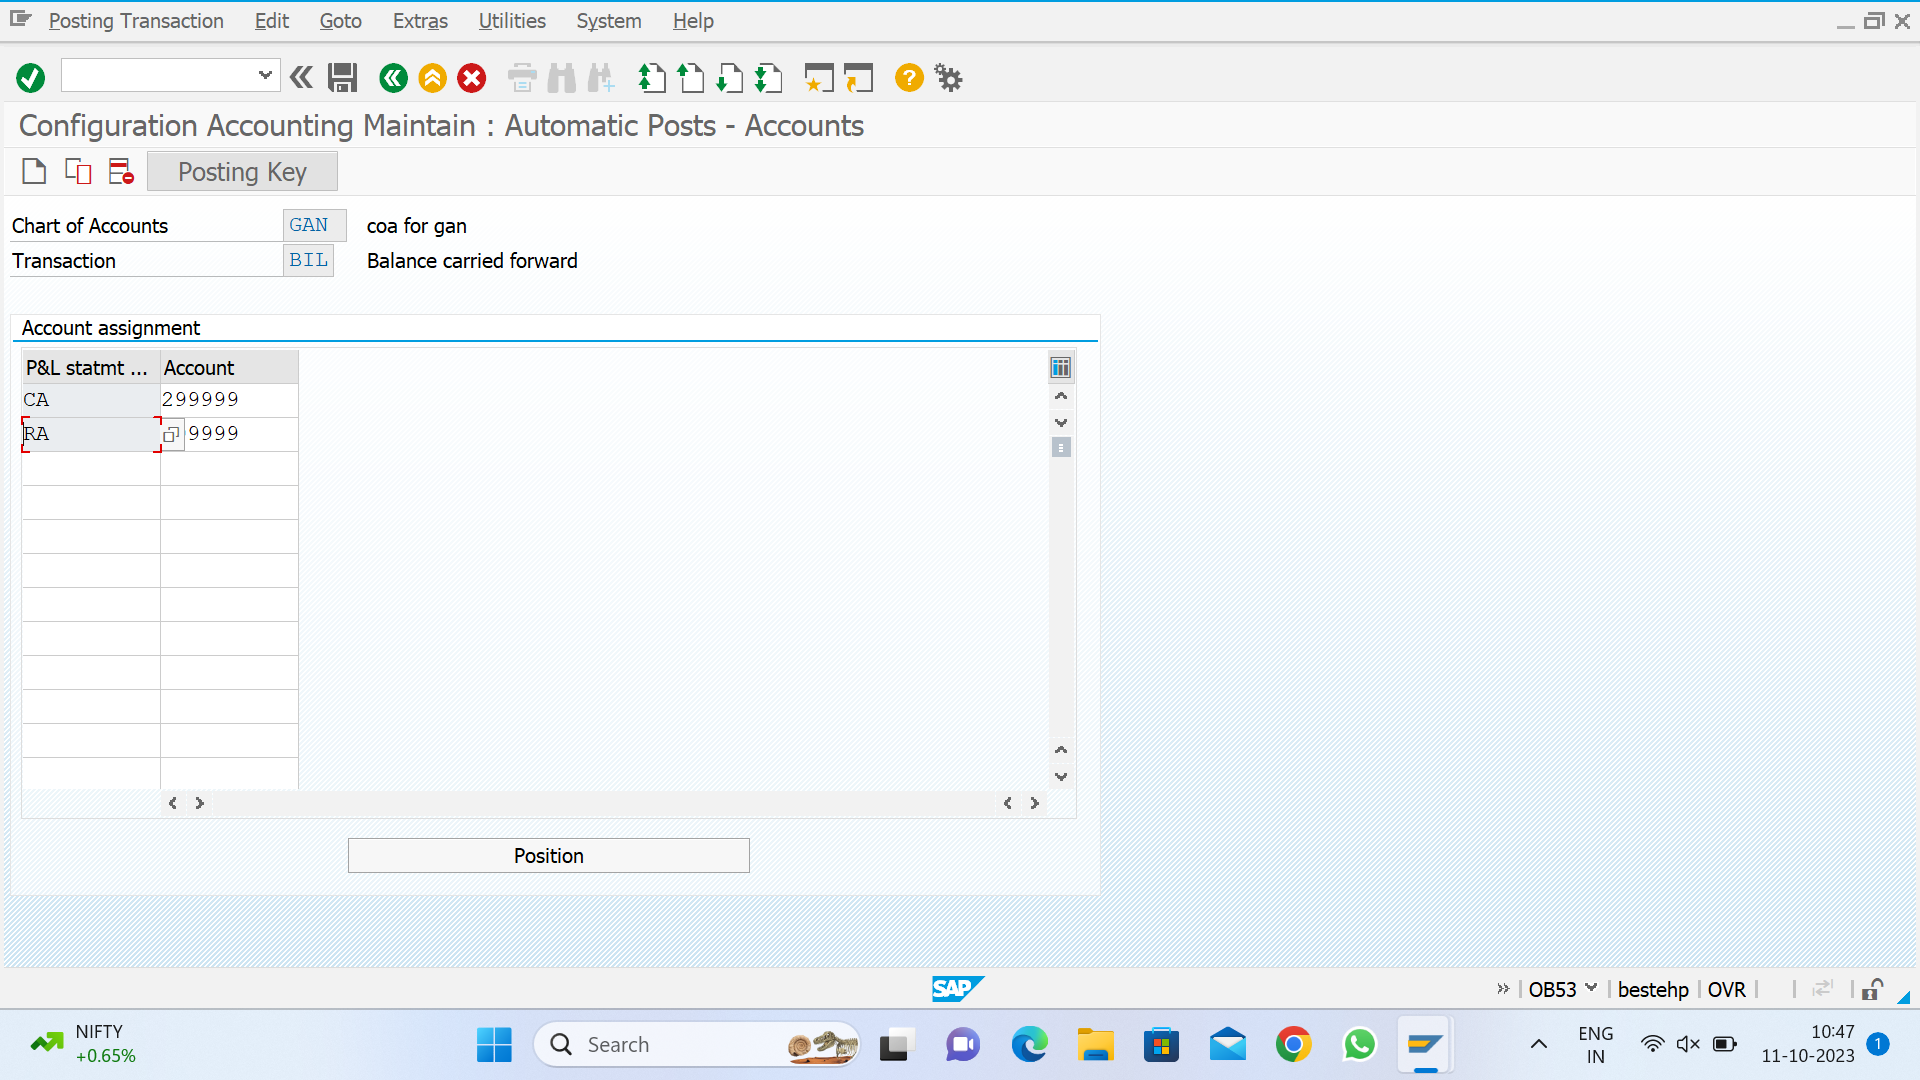 Posting Transaction Edit Goto Extras Utilities System Help
Configuration Accounting Maintain : Automatic Posts - Accounts
Posting Key
Chart of Accounts GAN coa for gan
Transaction BIL Balance carried forward
Account assignment
P&L statmt ... Account
CA 299999
RA 9999
Position
SAP
OB53 bestehp OVR
NIFTY
+0.65%
Search
ENG
IN
10:47
11-10-2023
1